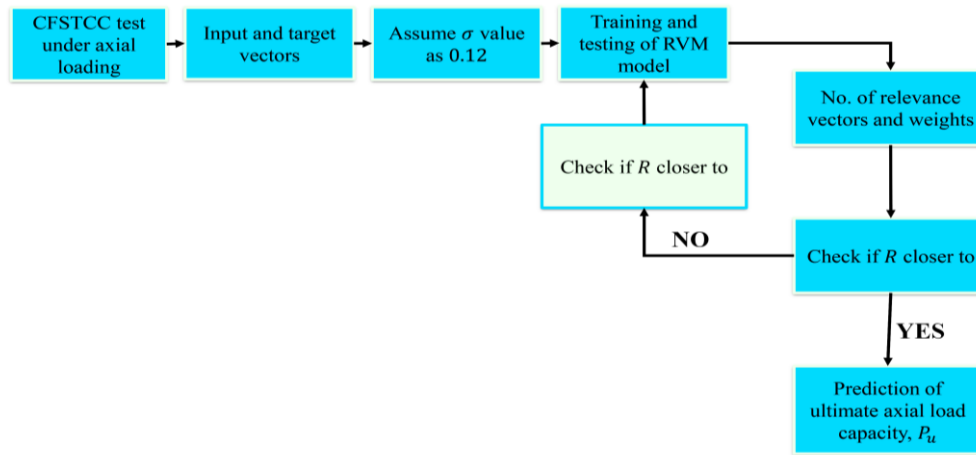 CFSTCC test
under axial
loading
Input and target
vectors
Assume σ value
as 0.12
Training and
testing of RVM
model
No. of relevance
vectors and weights
Check if R closer to
NO
Check if R closer to
YES
Prediction of
ultimate axial load
capacity, Pᵤ